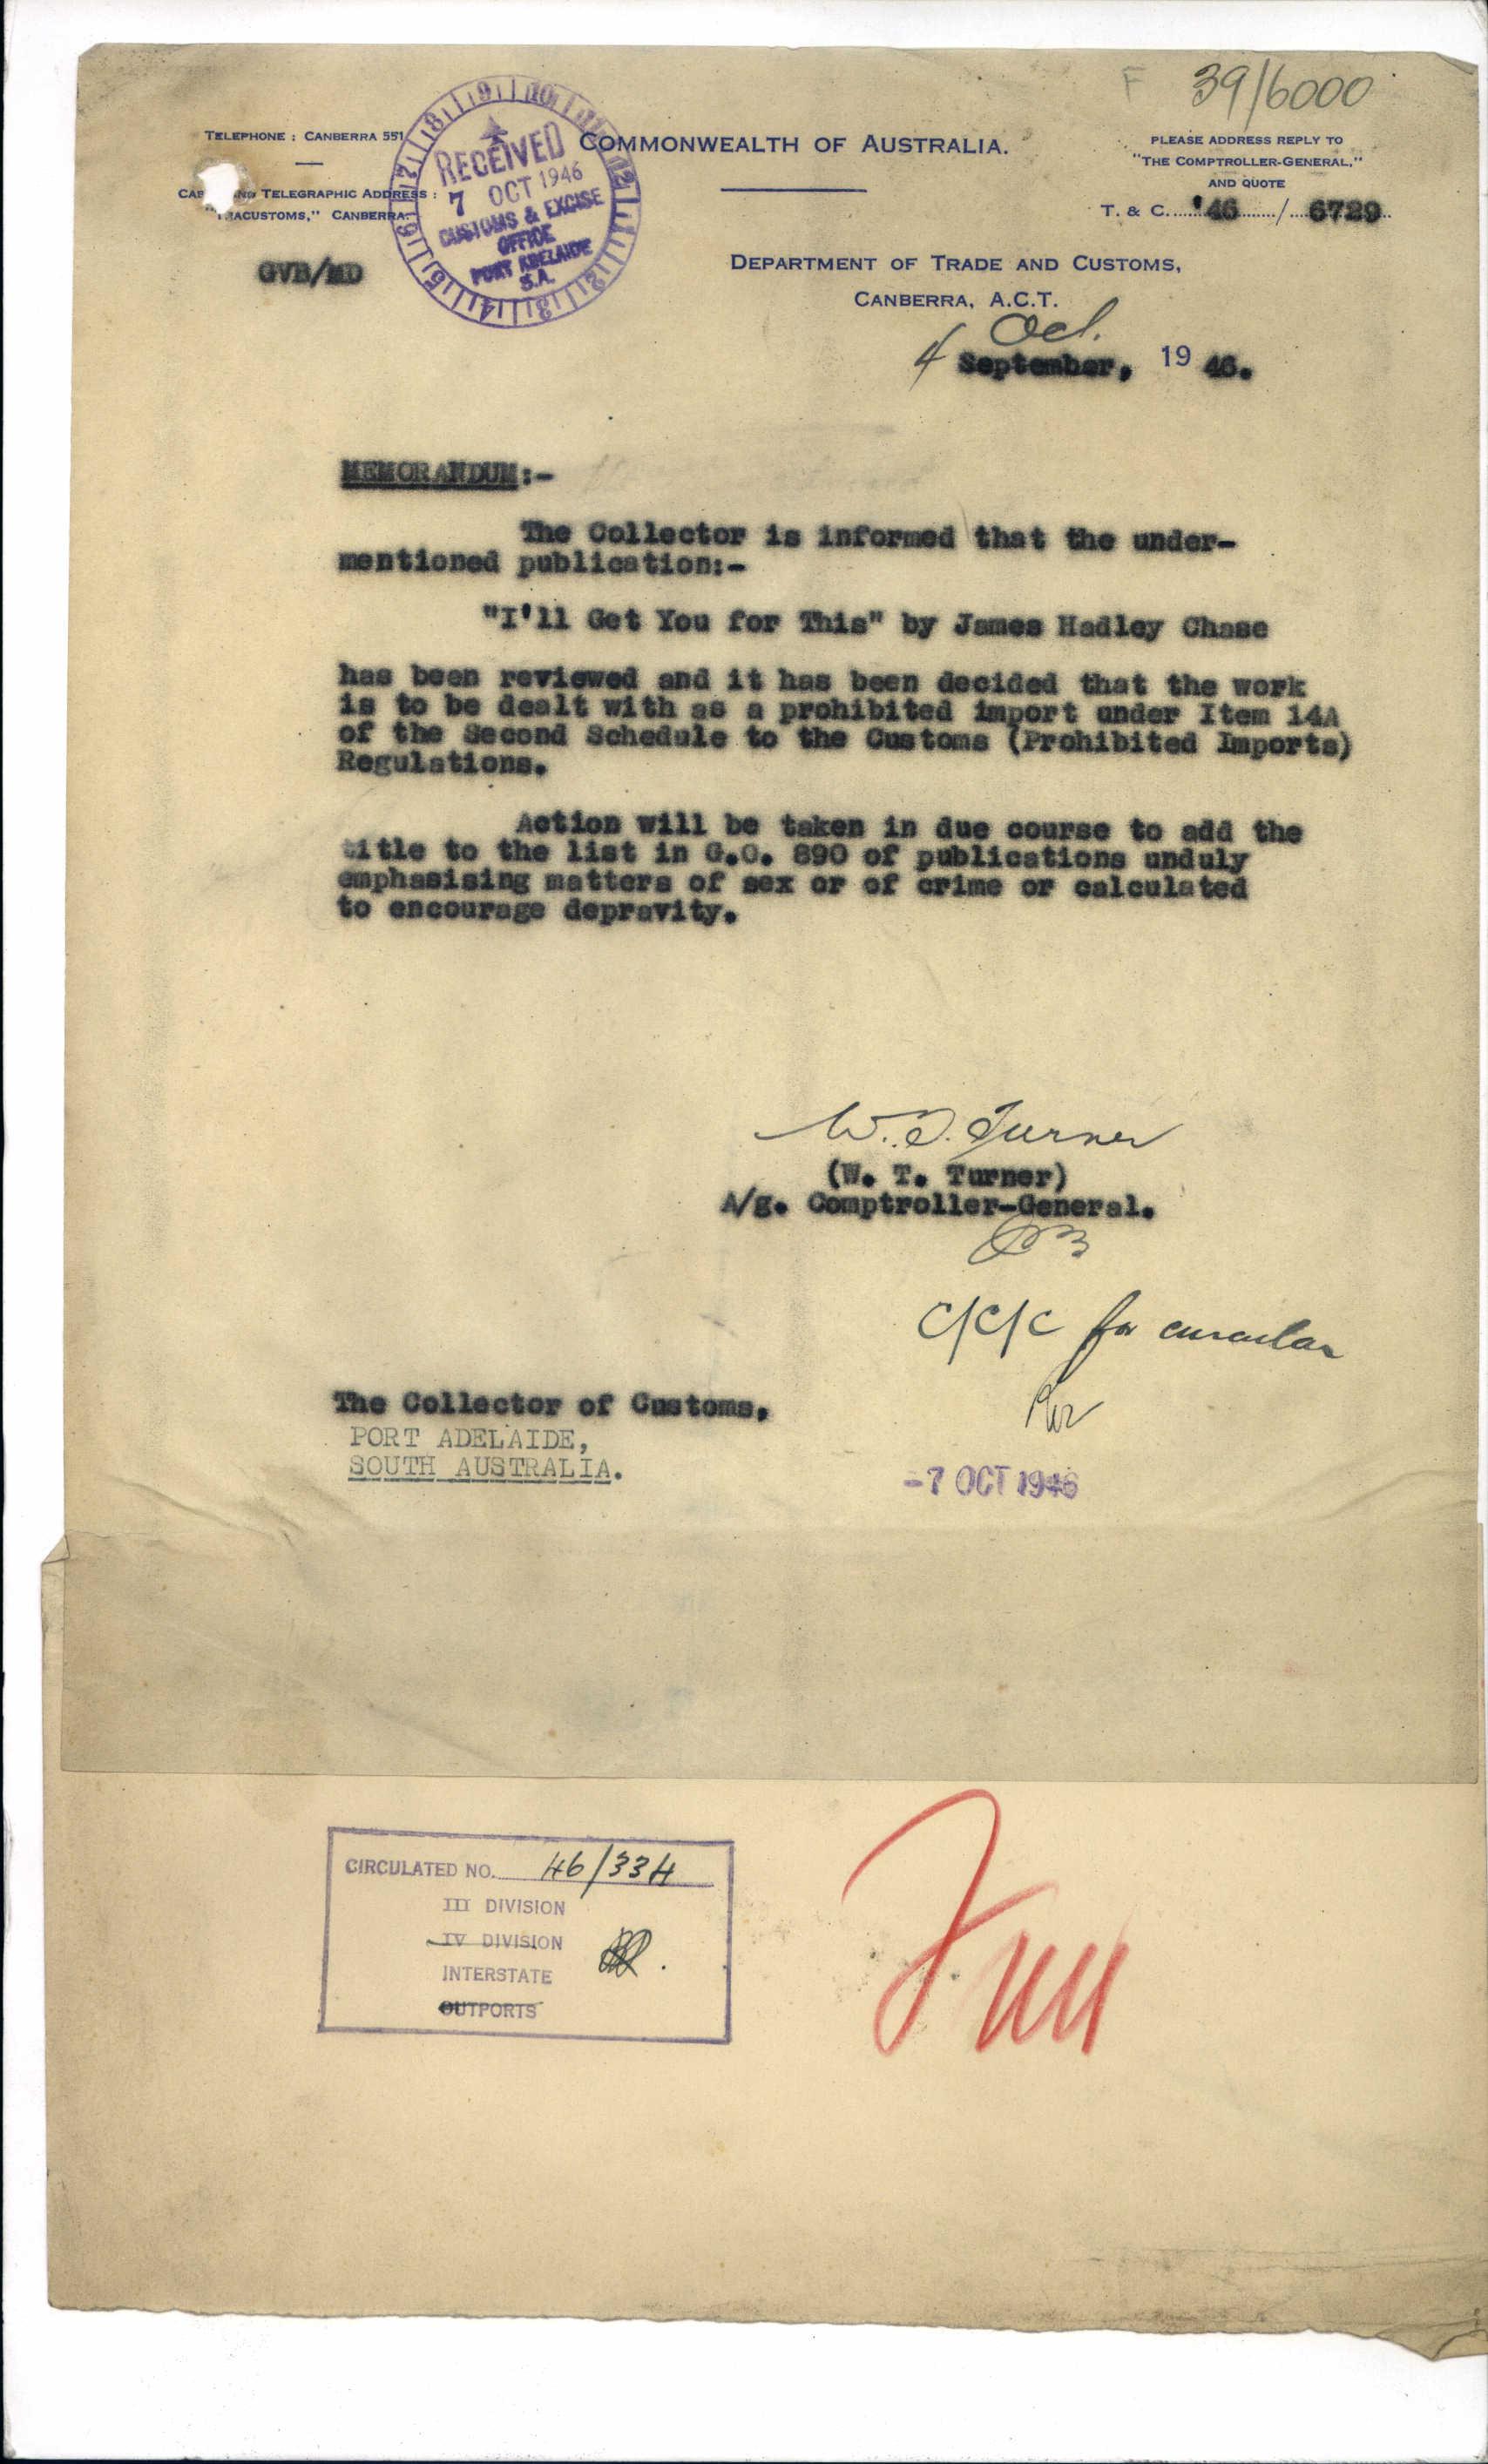 F 39/6000
TELEPHONE : CANBERRA 551
COMMONWEALTH OF AUSTRALIA.
PLEASE ADDRESS REPLY TO
"THE COMPTROLLER-GENERAL,"
AND QUOTE
T. & C. '46 / 6729
TELEGRAPHIC ADDRESS :
CANBERRA.
RECEIVED
7 OCT 1946
CUSTOMS & EXCISE
OFFICE
PORT ADELAIDE
S.A.
GVB/MD
DEPARTMENT OF TRADE AND CUSTOMS,
CANBERRA, A.C.T.
4 Oct.
September, 19 46.
MEMORANDUM:-
The Collector is informed that the under-
mentioned publication:-
"I'll Get You for This" by James Hadley Chase
has been reviewed and it has been decided that the work
is to be dealt with as a prohibited import under Item 14A
of the Second Schedule to the Customs (Prohibited Imports)
Regulations.
Action will be taken in due course to add the
title to the list in G.O. 890 of publications unduly
emphasising matters of sex or of crime or calculated
to encourage depravity.
W. T. Turner
(W. T. Turner)
A/g. Comptroller-General.
C/C/C for circular
The Collector of Customs,
PORT ADELAIDE,
SOUTH AUSTRALIA.
-7 OCT 1946
CIRCULATED NO. 46/334
III DIVISION
IV DIVISION
INTERSTATE
OUTPORTS